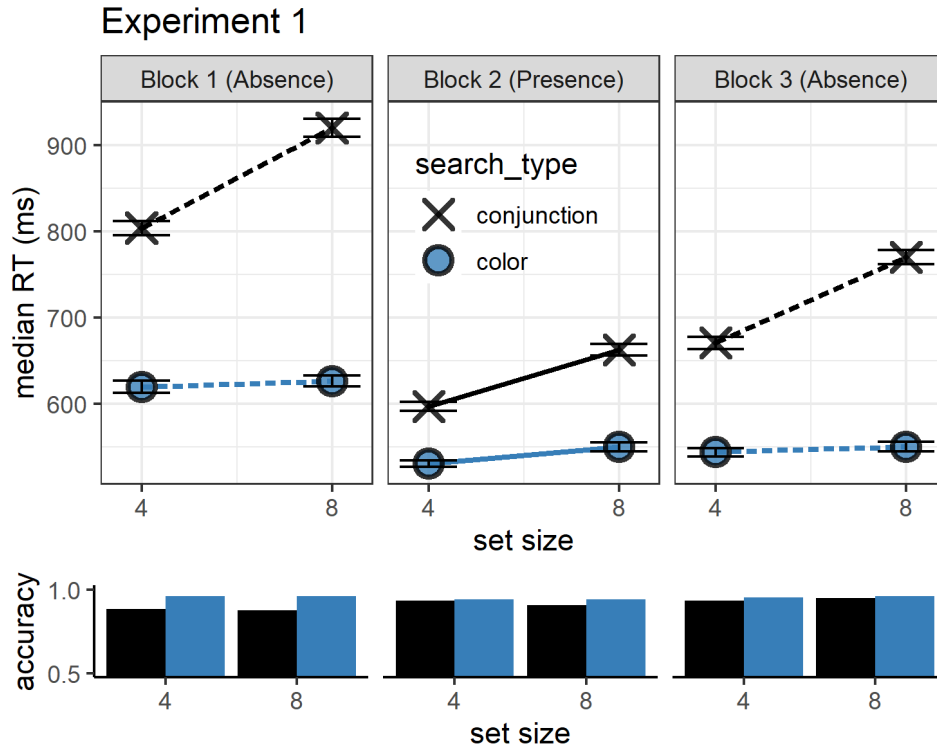 Experiment 1
Block 1 (Absence) Block 2 (Presence) Block 3 (Absence)
median RT (ms)
900
800
700
600
search_type
conjunction
color
4 8 4 8 4 8
set size
accuracy
1.0
0.5
4 8 4 8 4 8
set size